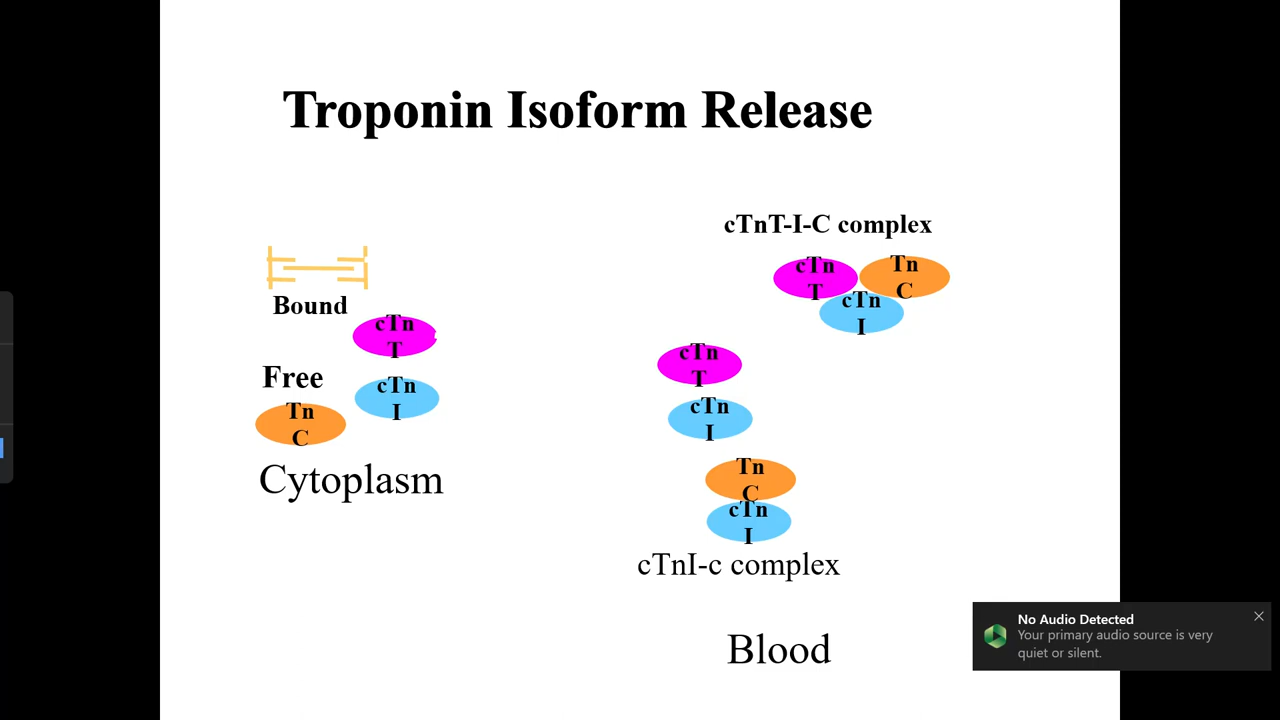 Troponin Isoform Release
cTnT-I-C complex
cTn
T
Tn
C
cTn
I
Bound
cTn
T
Free
cTn
I
Tn
C
Cytoplasm
cTn
T
cTn
I
Tn
C
cTn
I
cTnI-c complex
Blood
No Audio Detected
Your primary audio source is very
quiet or silent.